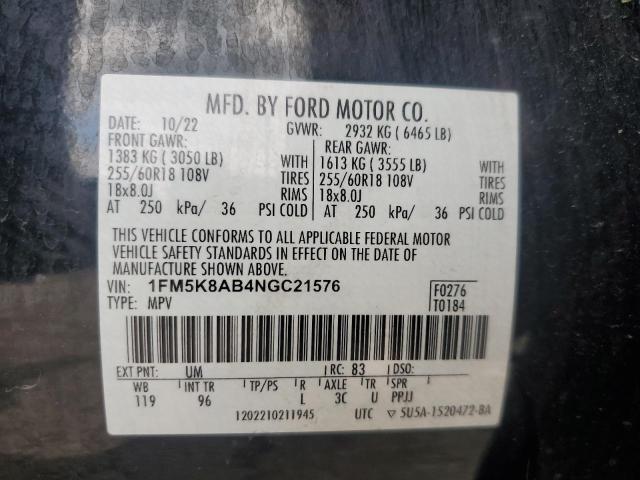 MFD. BY FORD MOTOR CO.
DATE: 10/22 GVWR: 2932 KG ( 6465 LB)
FRONT GAWR: REAR GAWR:
1383 KG ( 3050 LB) WITH 1613 KG ( 3555 LB) WITH
255/60R18 108V TIRES 255/60R18 108V TIRES
18x8.0J RIMS 18x8.0J RIMS
AT 250 kPa/ 36 PSI COLD AT 250 kPa/ 36 PSI COLD
THIS VEHICLE CONFORMS TO ALL APPLICABLE FEDERAL MOTOR
VEHICLE SAFETY STANDARDS IN EFFECT ON THE DATE OF
MANUFACTURE SHOWN ABOVE.
VIN: 1FM5K8AB4NGC21576 F0276
TYPE: MPV T0184
EXT PNT: UM RC: 83 DSO:
WB INT TR TP/PS R AXLE TR SPR
119 96 L 3C U PPJJ
1202210211945 UTC ▽ 5U5A-1520472-BA